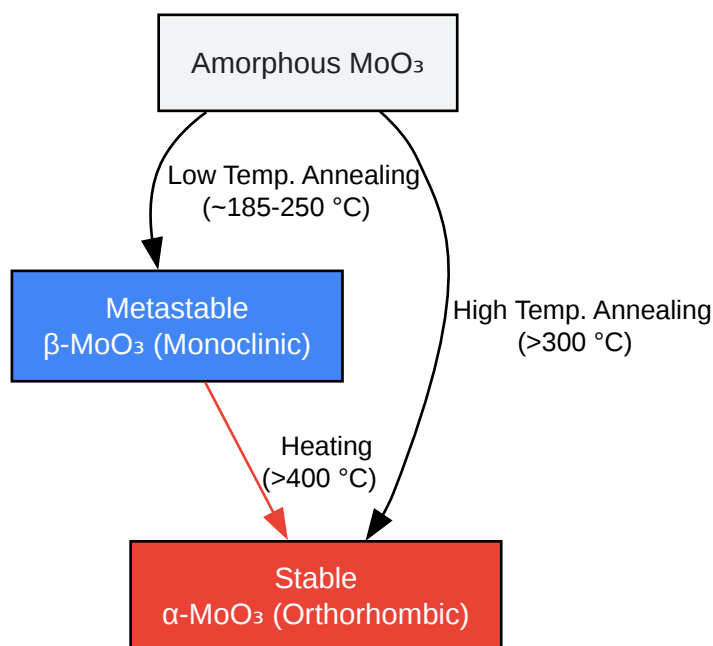 Amorphous MoO₃
Low Temp. Annealing
(~185-250 °C)
Metastable
β-MoO₃ (Monoclinic)
High Temp. Annealing
(>300 °C)
Heating
(>400 °C)
Stable
α-MoO₃ (Orthorhombic)